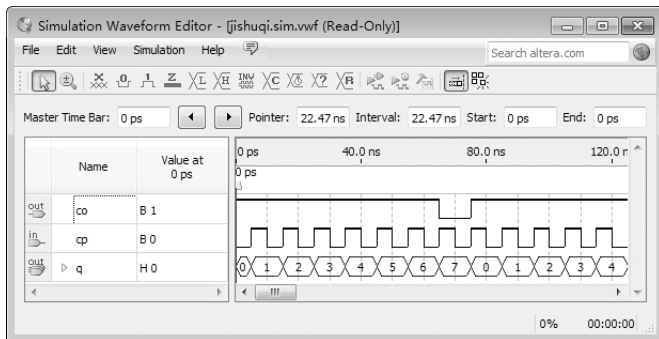 Simulation Waveform Editor - [jishuqi.sim.vwf (Read-Only)]
File Edit View Simulation Help
Search altera.com
Master Time Bar: 0 ps Pointer: 22.47 ns Interval: 22.47 ns Start: 0 ps End: 0 ps
Name Value at 0 ps
0 ps 40.0 ns 80.0 ns 120.0 r
0 ps
out co B 1
in cp B 0
out q H 0 0 1 2 3 4 5 6 7 0 1 2 3 4
0% 00:00:00